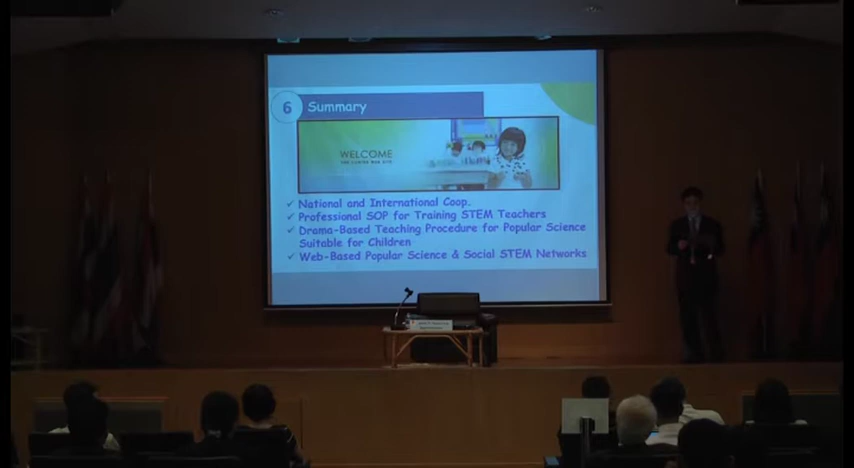 6 Summary
WELCOME
National and International Coop.
Professional SOP for Training STEM Teachers
Drama-Based Teaching Procedure for Popular Science
Suitable for Children
Web-Based Popular Science & Social STEM Networks